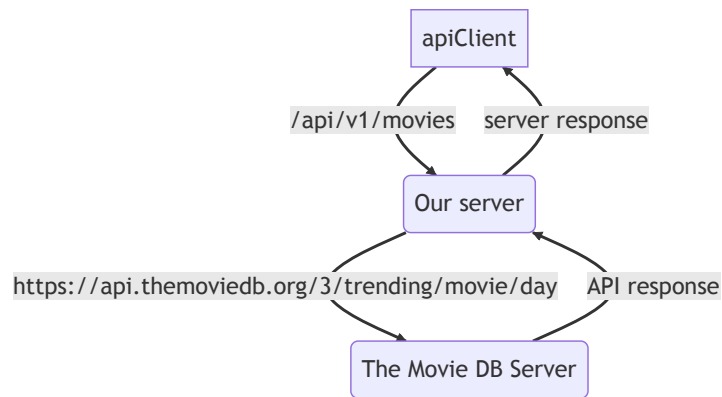 apiClient
/api/v1/movies
server response
Our server
https://api.themoviedb.org/3/trending/movie/day
API response
The Movie DB Server